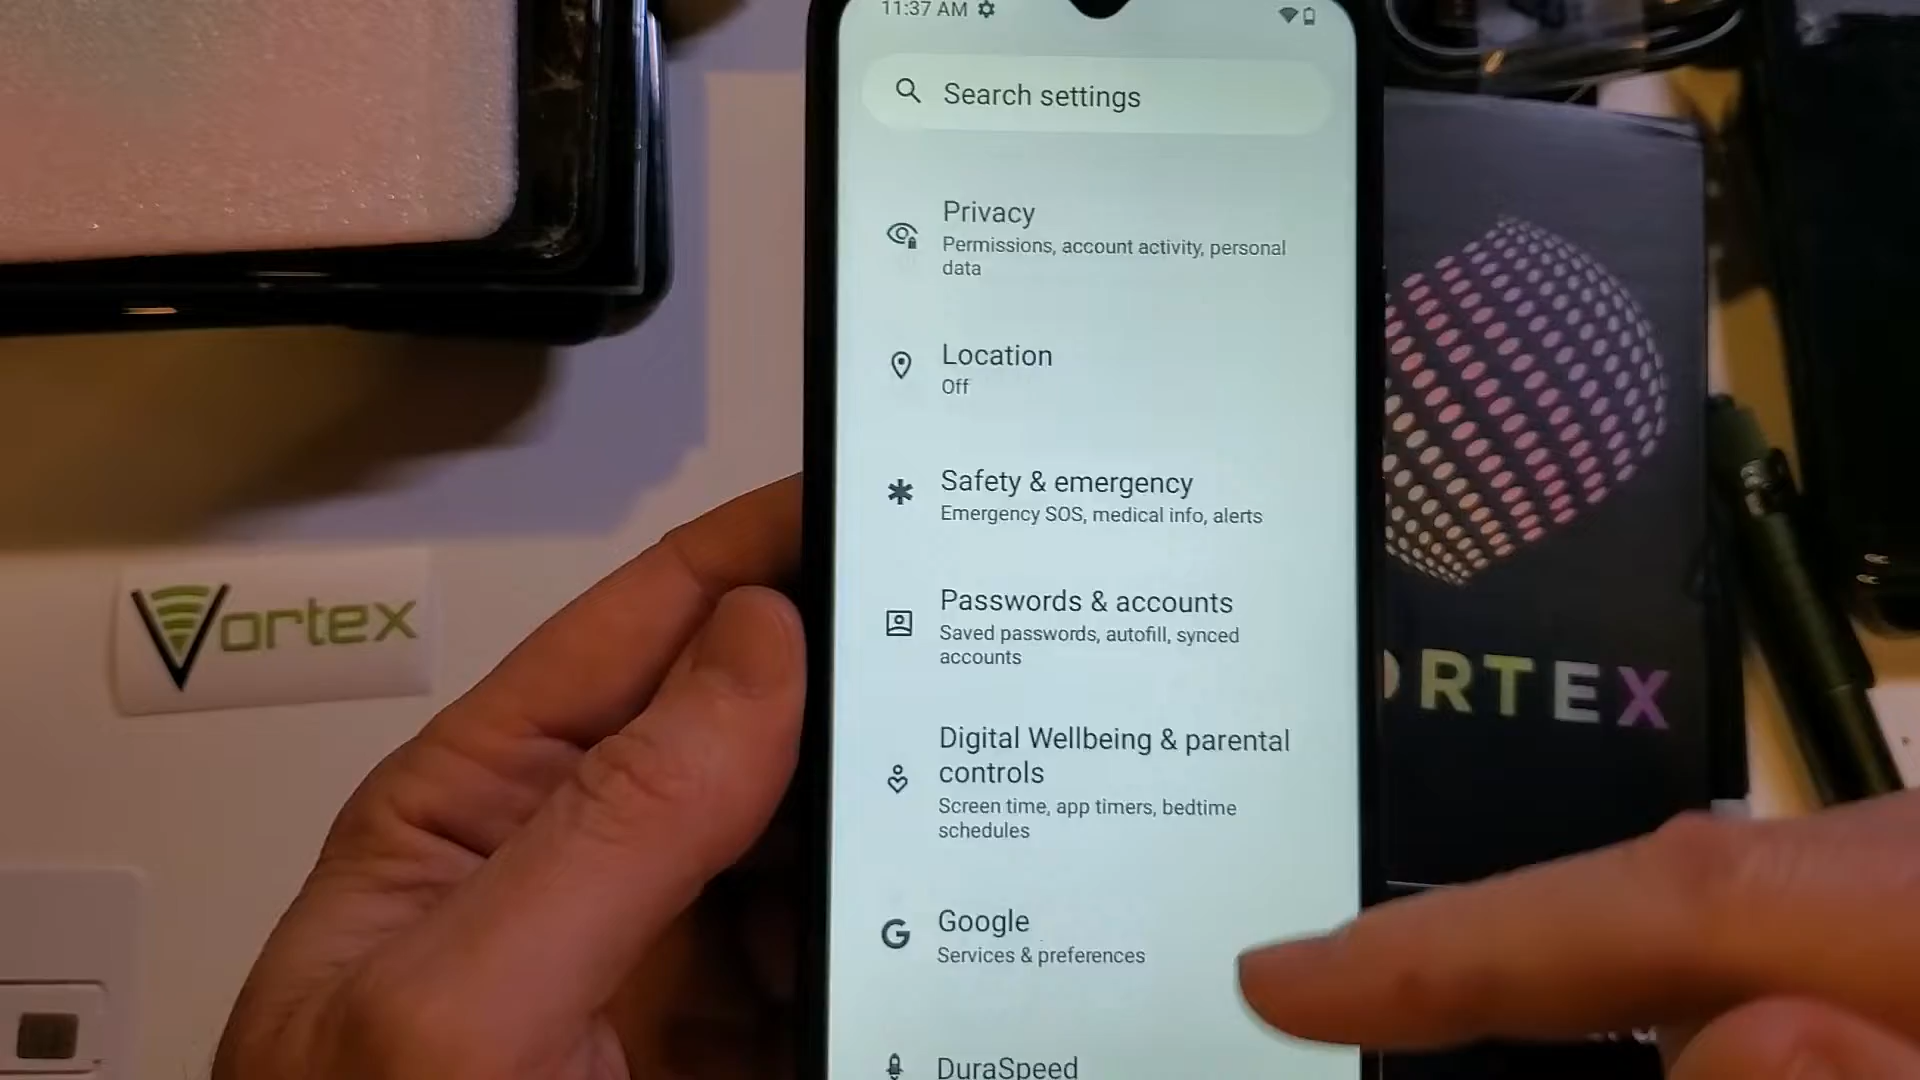 11:37 AM
Search settings
Privacy
Permissions, account activity, personal
data
Location
Off
Safety & emergency
Emergency SOS, medical info, alerts
Passwords & accounts
Saved passwords, autofill, synced
accounts
Digital Wellbeing & parental
controls
Screen time, app timers, bedtime
schedules
Google
Services & preferences
DuraSpeed
Vortex
ORTEX